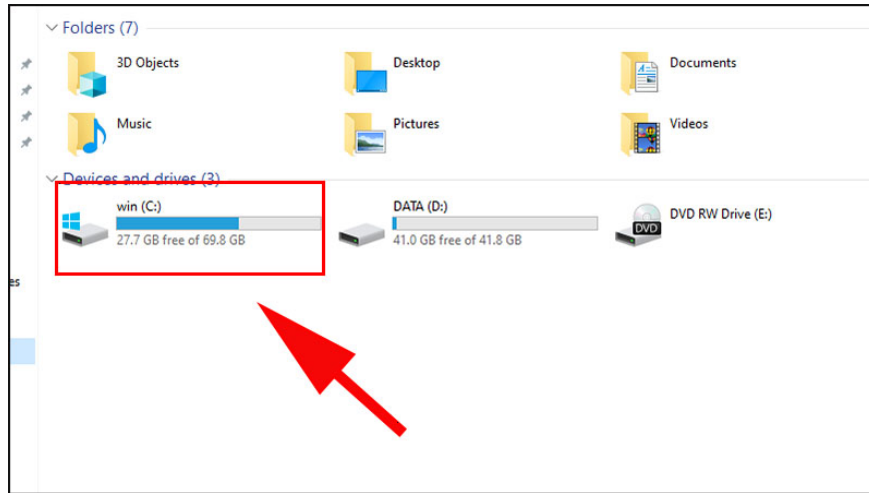 Folders (7)
3D Objects
Desktop
Documents
Music
Pictures
Videos
Devices and drives (3)
win (C:)
27.7 GB free of 69.8 GB
DATA (D:)
41.0 GB free of 41.8 GB
DVD RW Drive (E:)
DVD
es